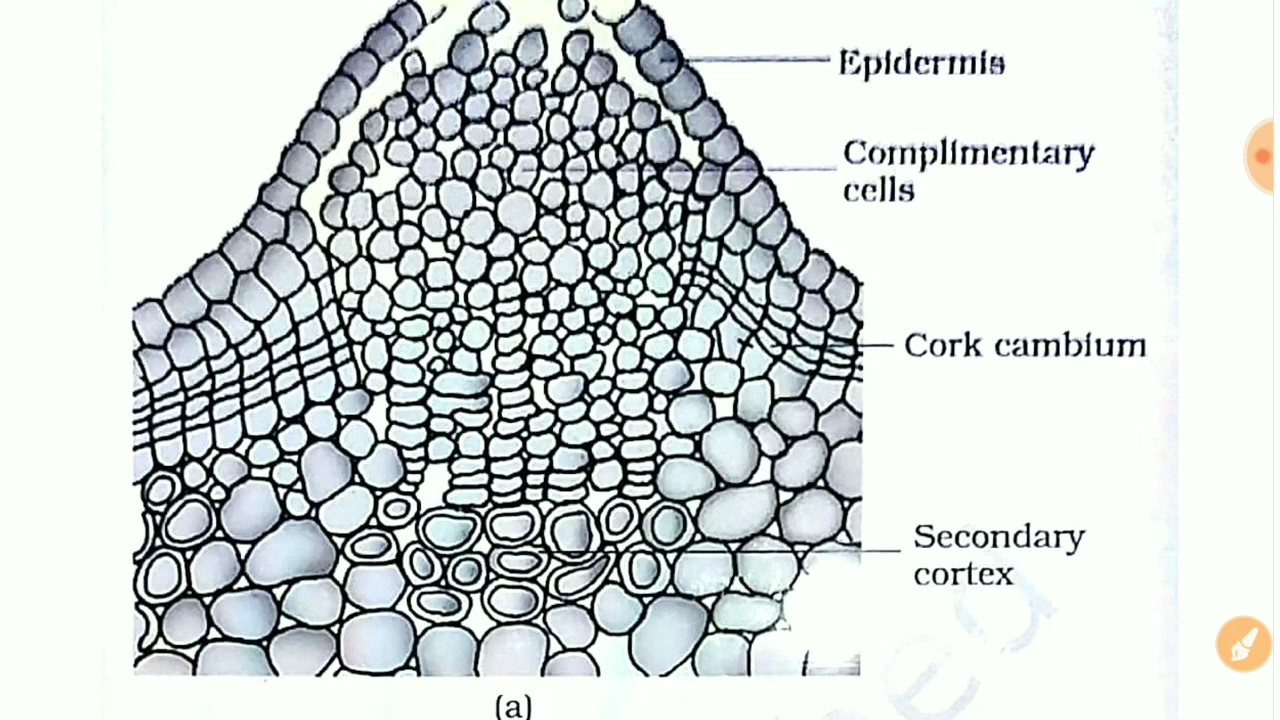 Epidermis
Complimentary
cells
Cork cambium
Secondary
cortex
(a)